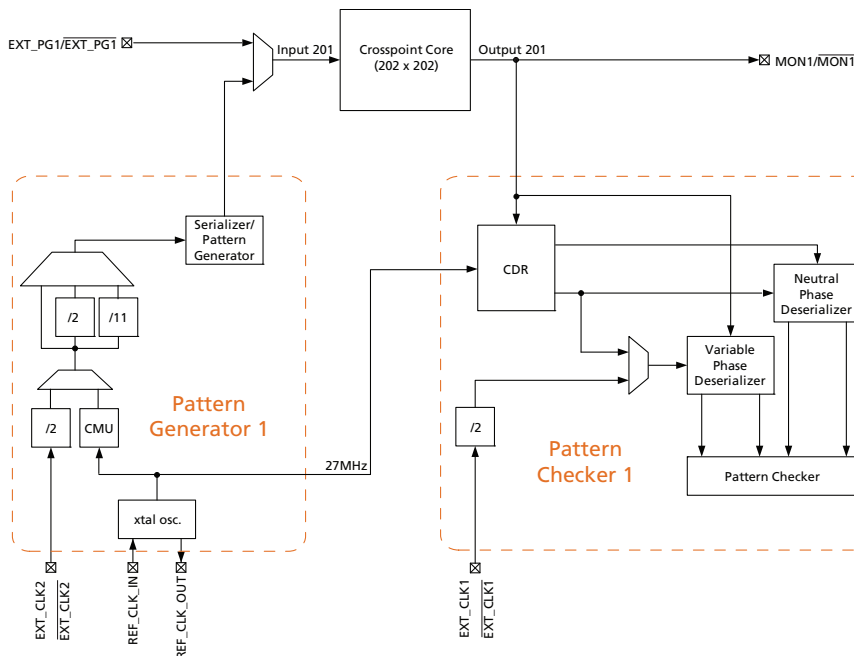 EXT_PG1/EXT_PG1
Input 201
Crosspoint Core
(202 x 202)
Output 201
MON1/MON1
Serializer/
Pattern
Generator
CDR
Neutral
Phase
Deserializer
/2
/11
Variable
Phase
Deserializer
/2
CMU
Pattern
Generator 1
/2
Pattern
Checker 1
Pattern Checker
27MHz
xtal osc.
EXT_CLK2
EXT_CLK2
REF_CLK_IN
REF_CLK_OUT
EXT_CLK1
EXT_CLK1